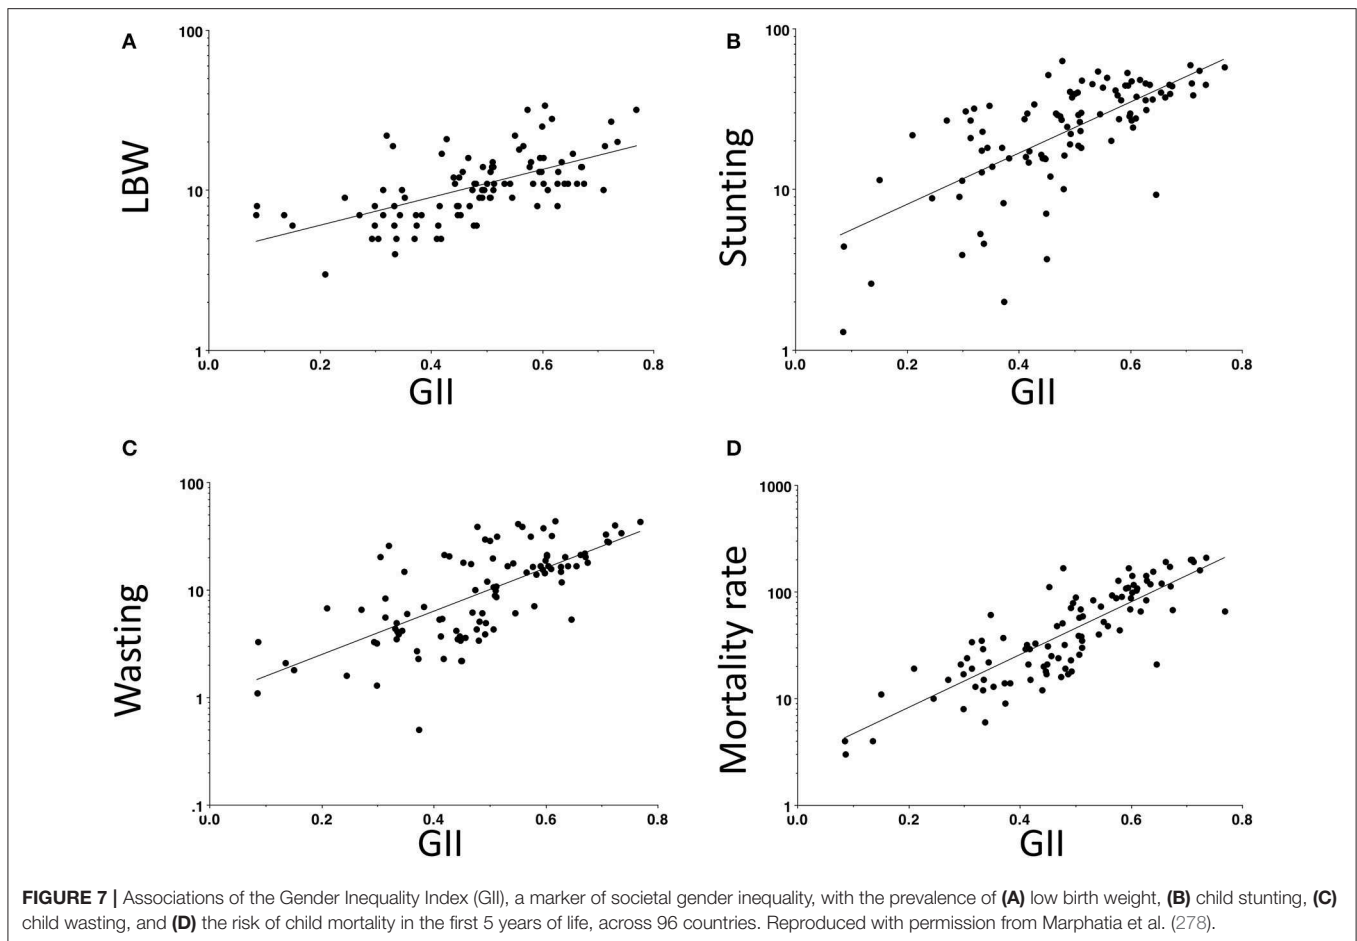 A
100
10
1
LBW
0.0 0.2 0.4 0.6 0.8
GII
B
100
10
1
Stunting
0.0 0.2 0.4 0.6 0.8
GII
C
100
10
1
.1
Wasting
0.0 0.2 0.4 0.6 0.8
GII
D
1000
100
10
1
Mortality rate
0.0 0.2 0.4 0.6 0.8
GII
FIGURE 7 | Associations of the Gender Inequality Index (GII), a marker of societal gender inequality, with the prevalence of (A) low birth weight, (B) child stunting, (C)
child wasting, and (D) the risk of child mortality in the first 5 years of life, across 96 countries. Reproduced with permission from Marphatia et al. (278).